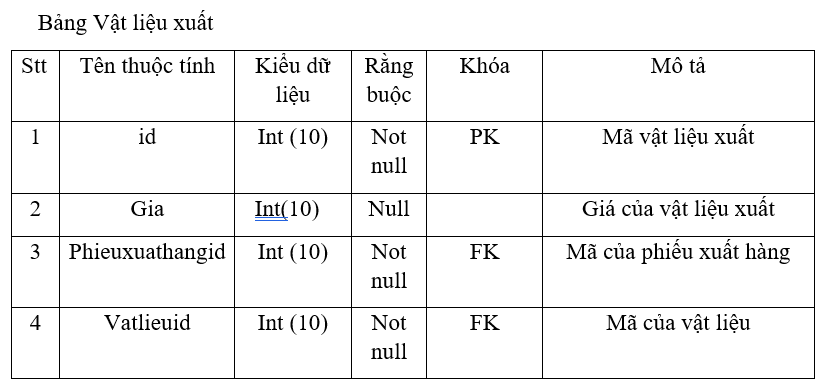 Bảng Vật liệu xuất
Stt Tên thuộc tính Kiểu dữ liệu Rằng buộc Khóa Mô tả
1 id Int (10) Not null PK Mã vật liệu xuất
2 Gia Int(10) Null Giá của vật liệu xuất
3 Phieuxuathangid Int (10) Not null FK Mã của phiếu xuất hàng
4 Vatlieuid Int (10) Not null FK Mã của vật liệu